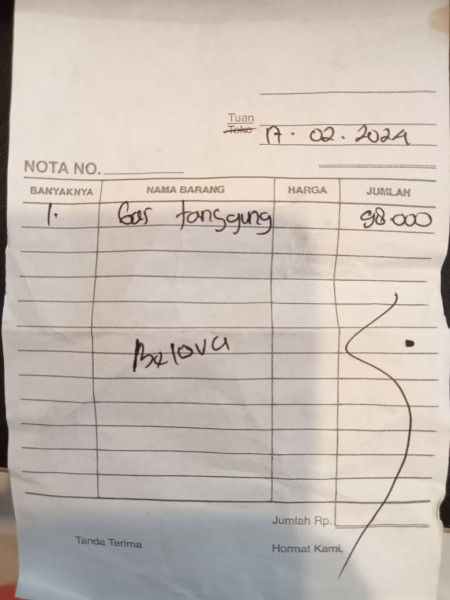 Tuan
Toko 17.02.2024
NOTA NO.
BANYAKNYA NAMA BARANG HARGA JUMLAH
1. Gas tanggung 98.000
Belova
Jumlah Rp.
Tanda Terima Hormat Kami,